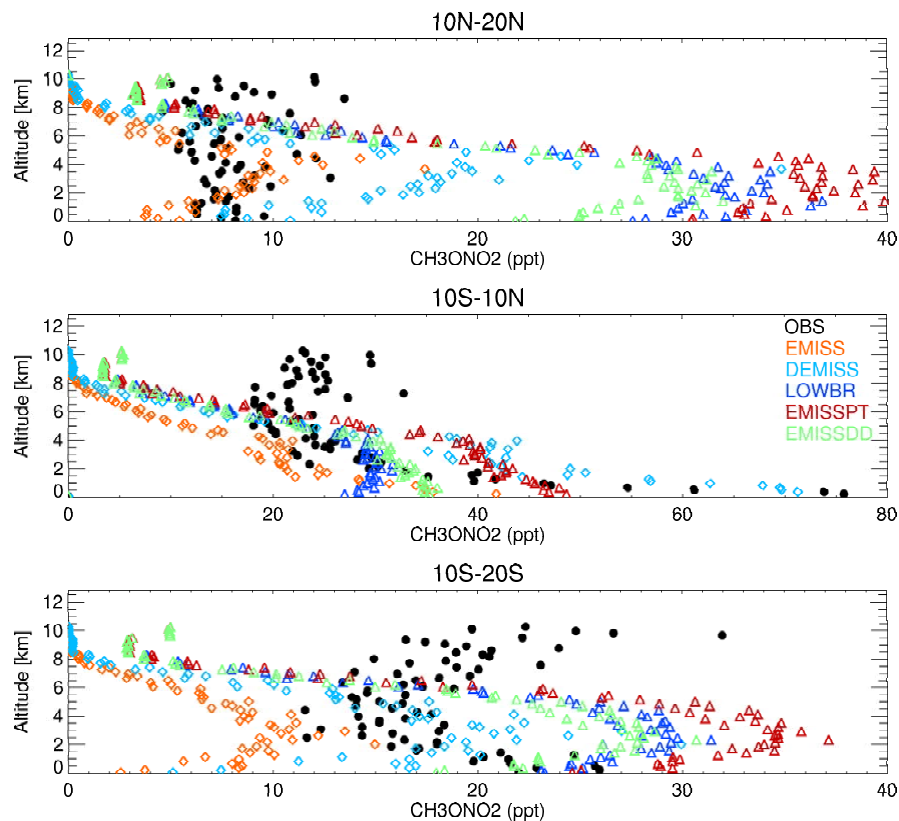 10N-20N
12
10
8
6
4
2
0
Altitude [km]
0 10 20 30 40
CH3ONO2 (ppt)
10S-10N
12
10
8
6
4
2
0
Altitude [km]
OBS
EMISS
DEMISS
LOWBR
EMISSPT
EMISSDD
0 20 40 60 80
CH3ONO2 (ppt)
10S-20S
12
10
8
6
4
2
0
Altitude [km]
0 10 20 30 40
CH3ONO2 (ppt)